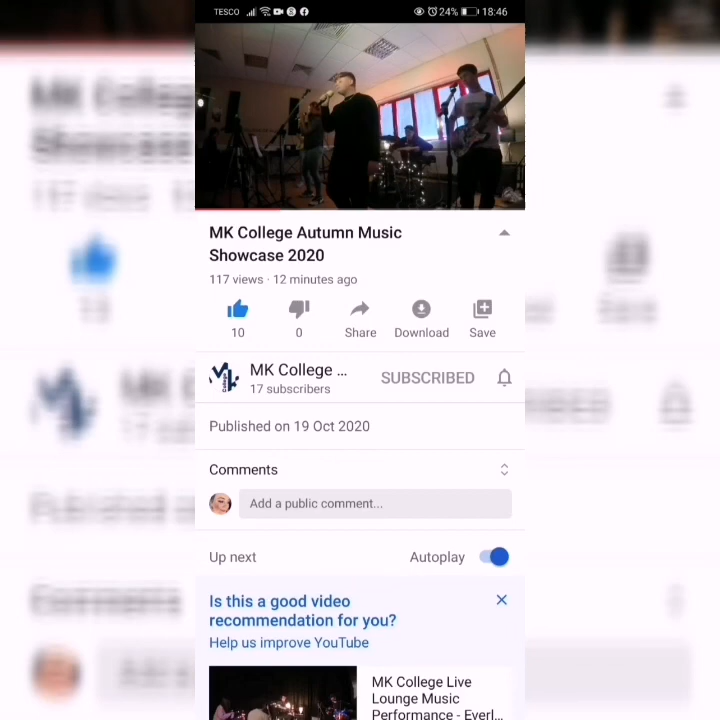 TESCO 24% 18:46
MK College Autumn Music
Showcase 2020
117 views · 12 minutes ago
10 0 Share Download Save
MK College ...
17 subscribers
SUBSCRIBED
Published on 19 Oct 2020
Comments
Add a public comment...
Up next Autoplay
Is this a good video
recommendation for you?
Help us improve YouTube
MK College Live
Lounge Music
Performance - Everl...